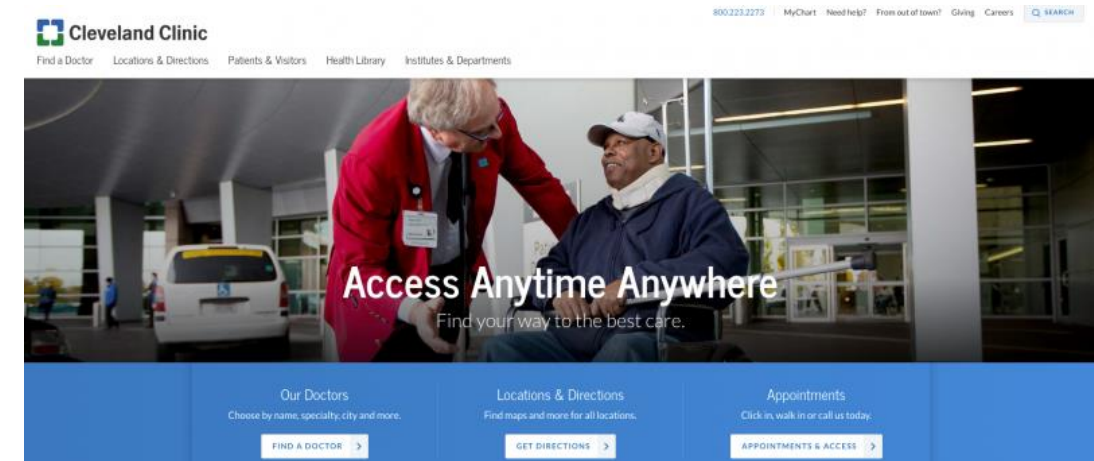 800.223.2273 MyChart Need help? From out of town? Giving Careers SEARCH
Cleveland Clinic
Find a Doctor Locations & Directions Patients & Visitors Health Library Institutes & Departments
Access Anytime Anywhere
Find your way to the best care.
Our Doctors Locations & Directions Appointments
Choose by name, specialty, city and more. Find maps and more for all locations. Click in, walk in or call us today.
FIND A DOCTOR > GET DIRECTIONS > APPOINTMENTS & ACCESS >